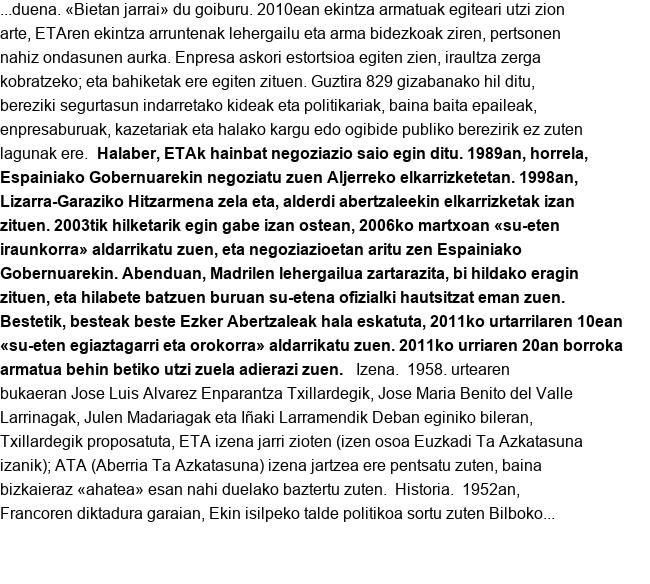 ...duena. «Bietan jarrai» du goiburu. 2010ean ekintza armatuak egiteari utzi zion
arte, ETAren ekintza arruntenak lehergailu eta arma bidezkoak ziren, pertsonen
nahiz ondasunen aurka. Enpresa askori estortsioa egiten zien, iraultza zerga
kobratzeko; eta bahiketak ere egiten zituen. Guztira 829 gizabanako hil ditu,
bereziki segurtasun indarretako kideak eta politikariak, baina baita epaileak,
enpresaburuak, kazetariak eta halako kargu edo ogibide publiko berezirik ez zuten
lagunak ere.  Halaber, ETAk hainbat negoziazio saio egin ditu. 1989an, horrela,
Espainiako Gobernuarekin negoziatu zuen Aljerreko elkarrizketetan. 1998an,
Lizarra-Garaziko Hitzarmena zela eta, alderdi abertzaleekin elkarrizketak izan
zituen. 2003tik hilketarik egin gabe izan ostean, 2006ko martxoan «su-eten
iraunkorra» aldarrikatu zuen, eta negoziazioetan aritu zen Espainiako
Gobernuarekin. Abenduan, Madrilen lehergailua zartarazita, bi hildako eragin
zituen, eta hilabete batzuen buruan su-etena ofizialki hautsitzat eman zuen.
Bestetik, besteak beste Ezker Abertzaleak hala eskatuta, 2011ko urtarrilaren 10ean
«su-eten egiaztagarri eta orokorra» aldarrikatu zuen. 2011ko urriaren 20an borroka
armatua behin betiko utzi zuela adierazi zuen.   Izena.  1958. urtearen
bukaeran Jose Luis Alvarez Enparantza Txillardegik, Jose Maria Benito del Valle
Larrinagak, Julen Madariagak eta Iñaki Larramendik Deban eginiko bileran,
Txillardegik proposatuta, ETA izena jarri zioten (izen osoa Euzkadi Ta Azkatasuna
izanik); ATA (Aberria Ta Azkatasuna) izena jartzea ere pentsatu zuten, baina
bizkaieraz «ahatea» esan nahi duelako baztertu zuten.  Historia.  1952an,
Francoren diktadura garaian, Ekin isilpeko talde politikoa sortu zuten Bilboko...